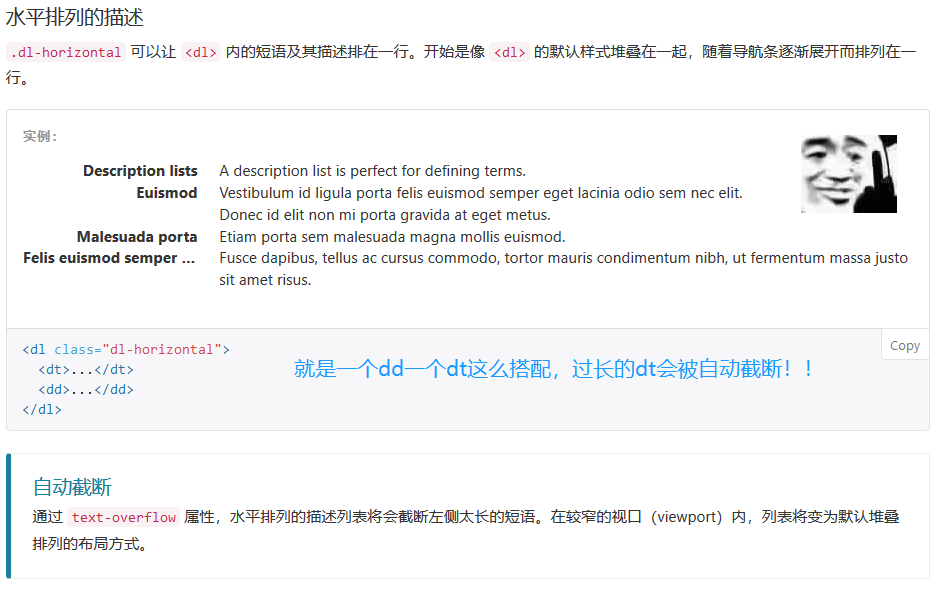 水平排列的描述
.dl-horizontal 可以让 <dl> 内的短语及其描述排在一行。开始是像 <dl> 的默认样式堆叠在一起，随着导航条逐渐展开而排列在一
行。
实例：
Description lists A description list is perfect for defining terms.
Euismod Vestibulum id ligula porta felis euismod semper eget lacinia odio sem nec elit.
Donec id elit non mi porta gravida at eget metus.
Malesuada porta Etiam porta sem malesuada magna mollis euismod.
Felis euismod semper ... Fusce dapibus, tellus ac cursus commodo, tortor mauris condimentum nibh, ut fermentum massa justo
sit amet risus.
Copy
<dl class="dl-horizontal">
<dt>...</dt>
<dd>...</dd>
</dl>
就是一个dd一个dt这么搭配，过长的dt会被自动截断！！
自动截断
通过 text-overflow 属性，水平排列的描述列表将会截断左侧太长的短语。在较窄的视口（viewport）内，列表将变为默认堆叠
排列的布局方式。